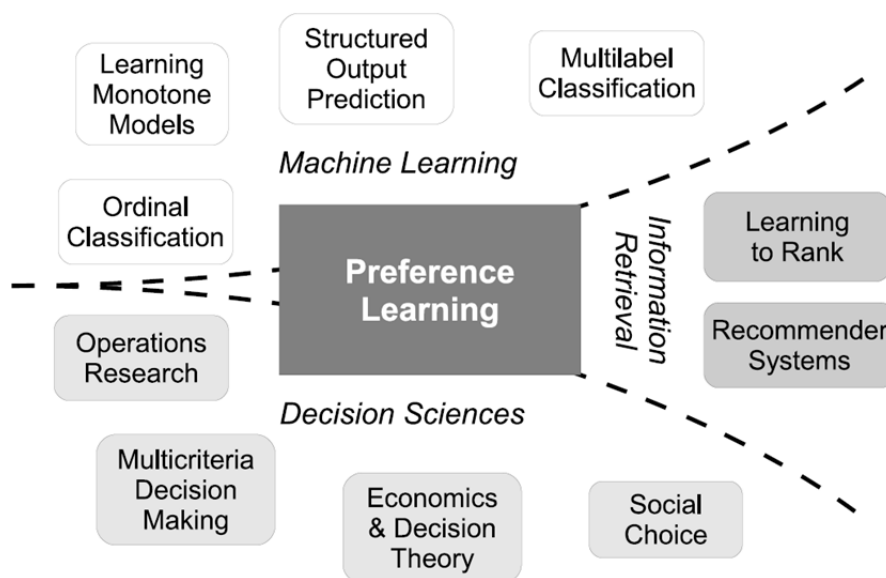 Learning
Monotone
Models
Structured
Output
Prediction
Multilabel
Classification
Machine Learning
Ordinal
Classification
Preference
Learning
Information
Retrieval
Learning
to Rank
Recommender
Systems
Operations
Research
Decision Sciences
Multicriteria
Decision
Making
Economics
& Decision
Theory
Social
Choice